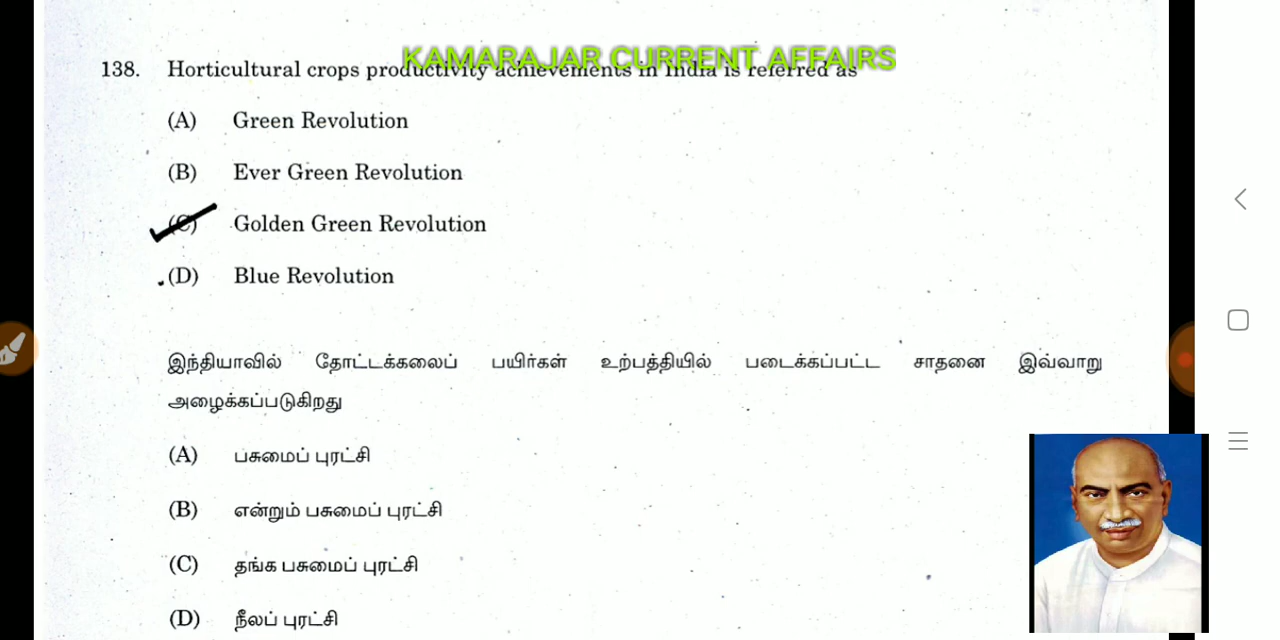 KAMARAJAR CURRENT AFFAIRS
138. Horticultural crops productivity achievements in India is referred as
(A) Green Revolution
(B) Ever Green Revolution
(C) Golden Green Revolution
(D) Blue Revolution
இந்தியாவில் தோட்டக்கலைப் பயிர்கள் உற்பத்தியில் படைக்கப்பட்ட சாதனை இவ்வாறு
அழைக்கப்படுகிறது
(A) பசுமைப் புரட்சி
(B) என்றும் பசுமைப் புரட்சி
(C) தங்க பசுமைப் புரட்சி
(D) நீலப் புரட்சி